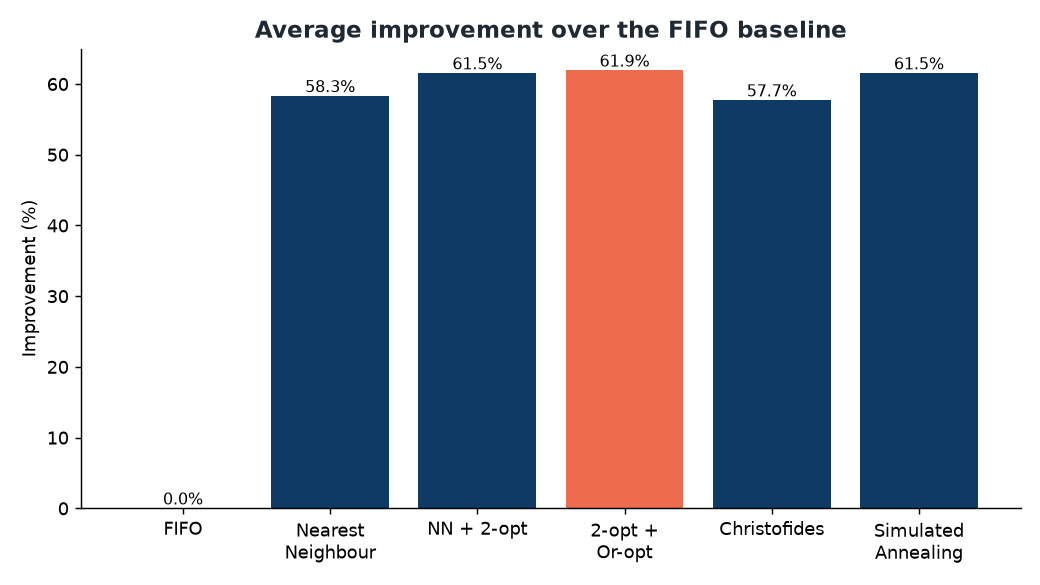 Average improvement over the FIFO baseline
Improvement (%)
60
50
40
30
20
10
0
0.0%
58.3%
61.5%
61.9%
57.7%
61.5%
FIFO
Nearest
Neighbour
NN + 2-opt
2-opt +
Or-opt
Christofides
Simulated
Annealing